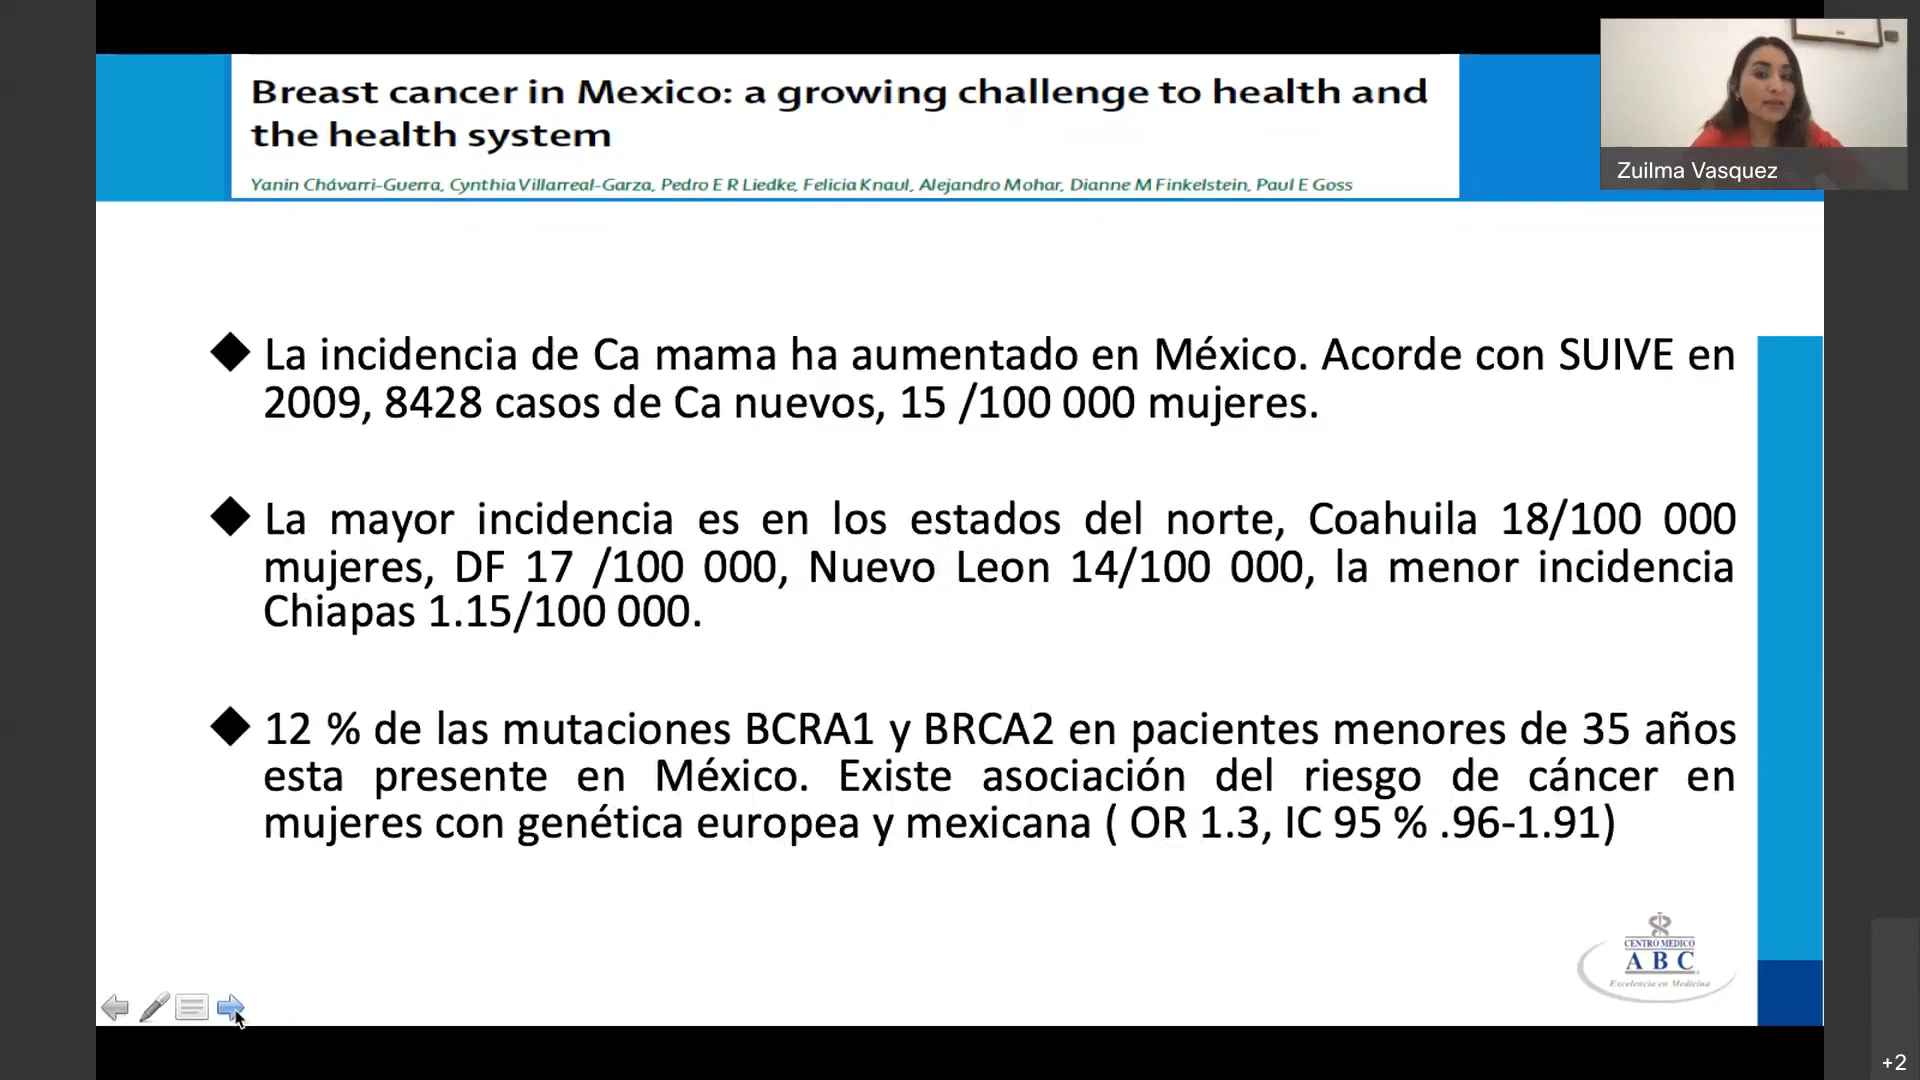 Breast cancer in Mexico: a growing challenge to health and
the health system
Yanin Chávarri-Guerra, Cynthia Villarreal-Garza, Pedro E R Liedke, Felicia Knaul, Alejandro Mohar, Dianne M Finkelstein, Paul E Goss
Zuilma Vasquez
La incidencia de Ca mama ha aumentado en México. Acorde con SUIVE en
2009, 8428 casos de Ca nuevos, 15 /100 000 mujeres.
La mayor incidencia es en los estados del norte, Coahuila 18/100 000
mujeres, DF 17 /100 000, Nuevo Leon 14/100 000, la menor incidencia
Chiapas 1.15/100 000.
12 % de las mutaciones BCRA1 y BRCA2 en pacientes menores de 35 años
esta presente en México. Existe asociación del riesgo de cáncer en
mujeres con genética europea y mexicana ( OR 1.3, IC 95 % .96-1.91)
CENTRO MEDICO
A B C
Excelencia en Medicina
+2